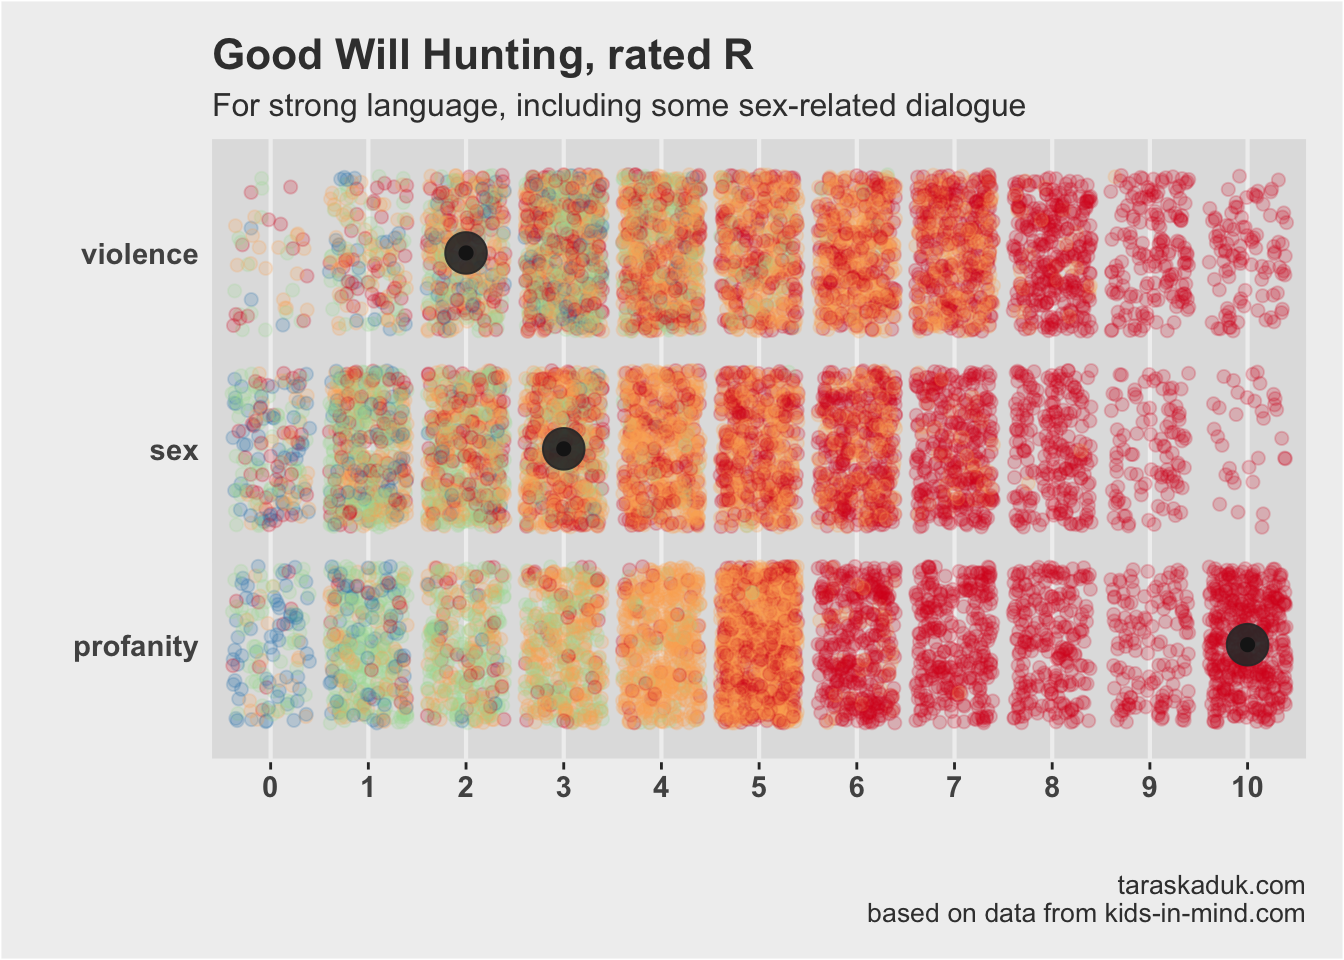 Good Will Hunting, rated R
For strong language, including some sex-related dialogue
violence
sex
profanity
0 1 2 3 4 5 6 7 8 9 10
taraskaduk.com
based on data from kids-in-mind.com